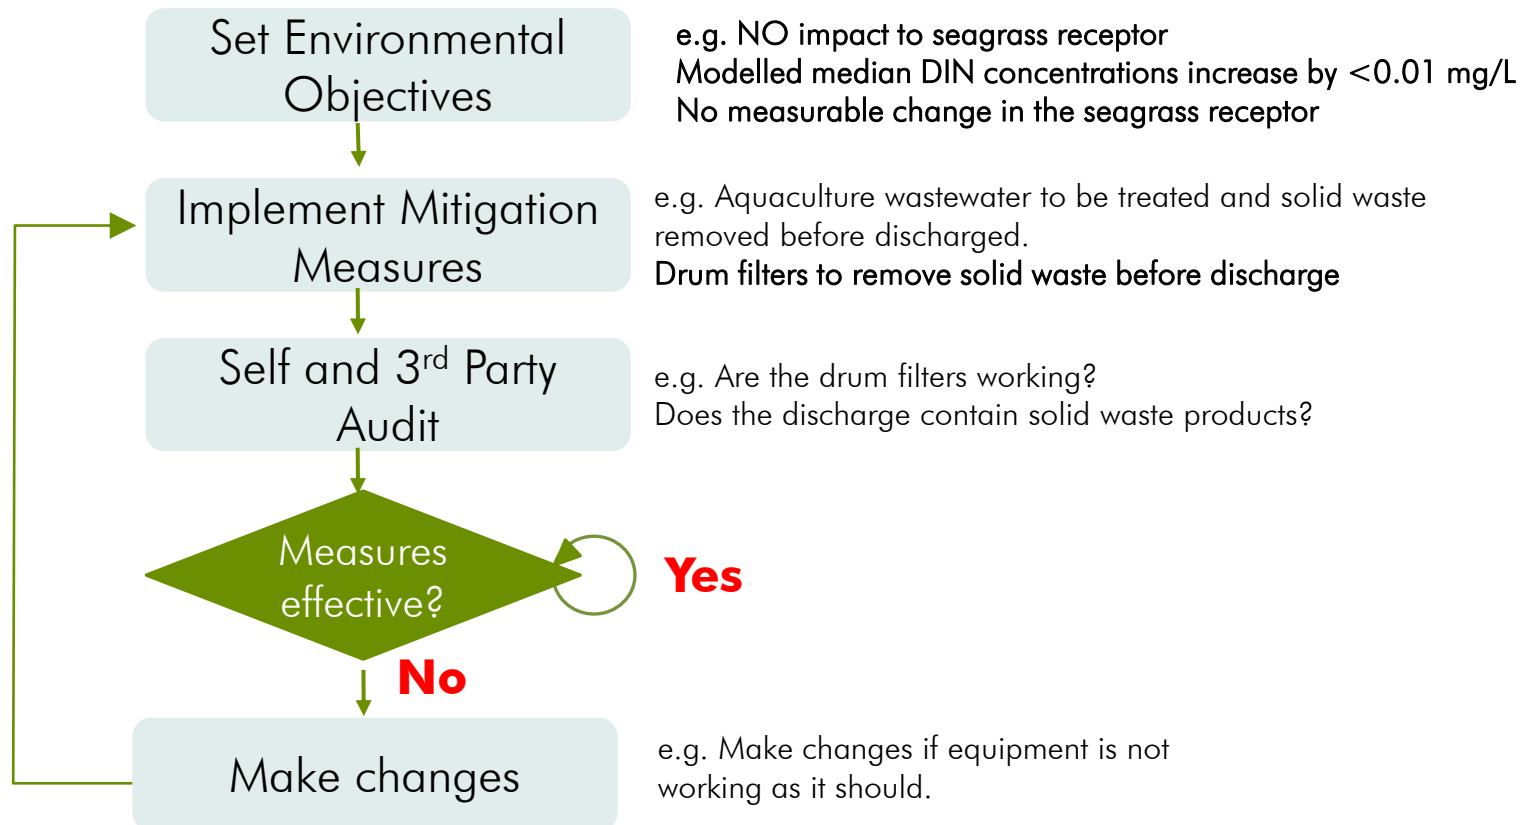 Set Environmental
Objectives
e.g. NO impact to seagrass receptor
Modelled median DIN concentrations increase by <0.01 mg/L
No measurable change in the seagrass receptor
Implement Mitigation
Measures
e.g. Aquaculture wastewater to be treated and solid waste
removed before discharged.
Drum filters to remove solid waste before discharge
Self and 3rd Party
Audit
e.g. Are the drum filters working?
Does the discharge contain solid waste products?
Measures
effective?
Yes
No
Make changes
e.g. Make changes if equipment is not
working as it should.